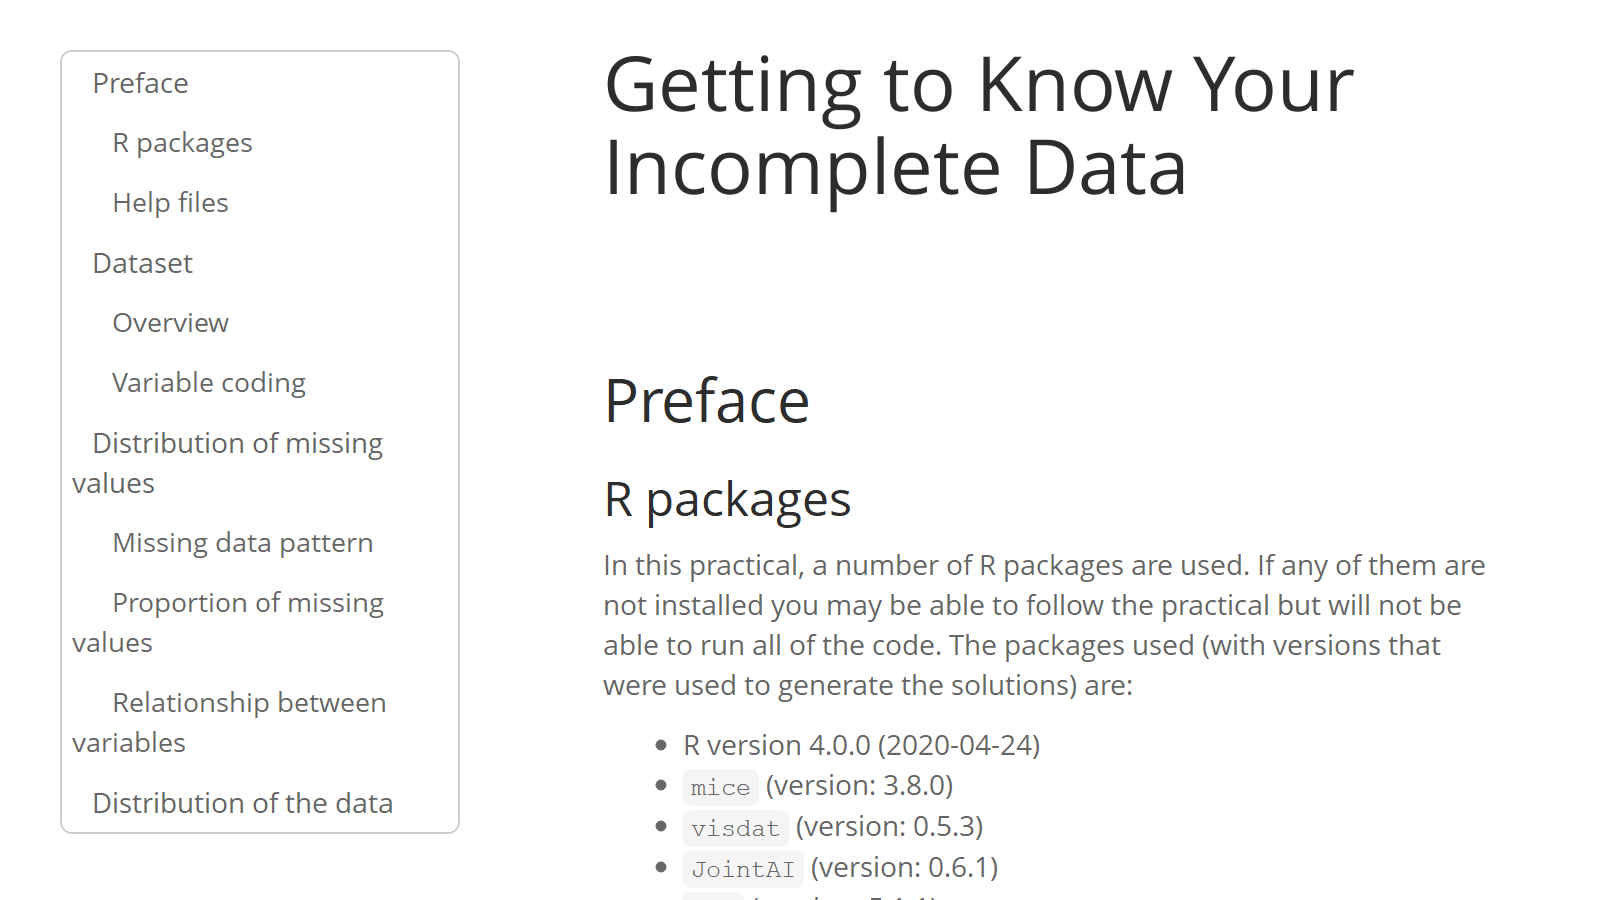 Preface
R packages
Help files
Dataset
Overview
Variable coding
Distribution of missing
values
Missing data pattern
Proportion of missing
values
Relationship between
variables
Distribution of the data
Getting to Know Your
Incomplete Data
Preface
R packages
In this practical, a number of R packages are used. If any of them are
not installed you may be able to follow the practical but will not be
able to run all of the code. The packages used (with versions that
were used to generate the solutions) are:
R version 4.0.0 (2020-04-24)
mice (version: 3.8.0)
visdat (version: 0.5.3)
JointAI (version: 0.6.1)